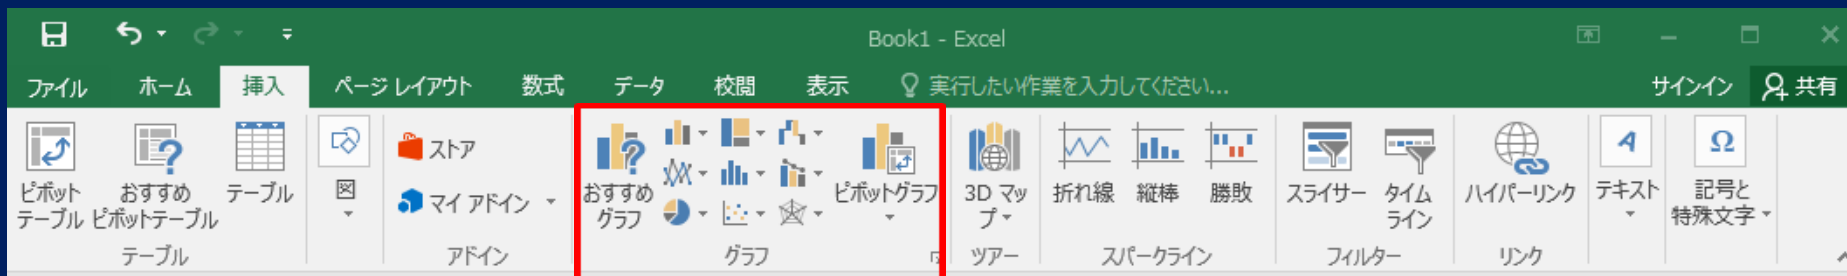 Book1 - Excel
ファイル ホーム 挿入 ページ レイアウト 数式 データ 校閲 表示 実行したい作業を入力してください... サインイン 共有
ピボット
テーブル
おすすめ
ピボットテーブル
テーブル
テーブル
図
ストア
マイ アドイン
アドイン
おすすめ
グラフ
ピボットグラフ
グラフ
3D マッ
プ
ツアー
折れ線
縦棒
勝敗
スパークライン
スライサー
タイム
ライン
フィルター
ハイパーリンク
リンク
A
テキスト
Ω
記号と
特殊文字